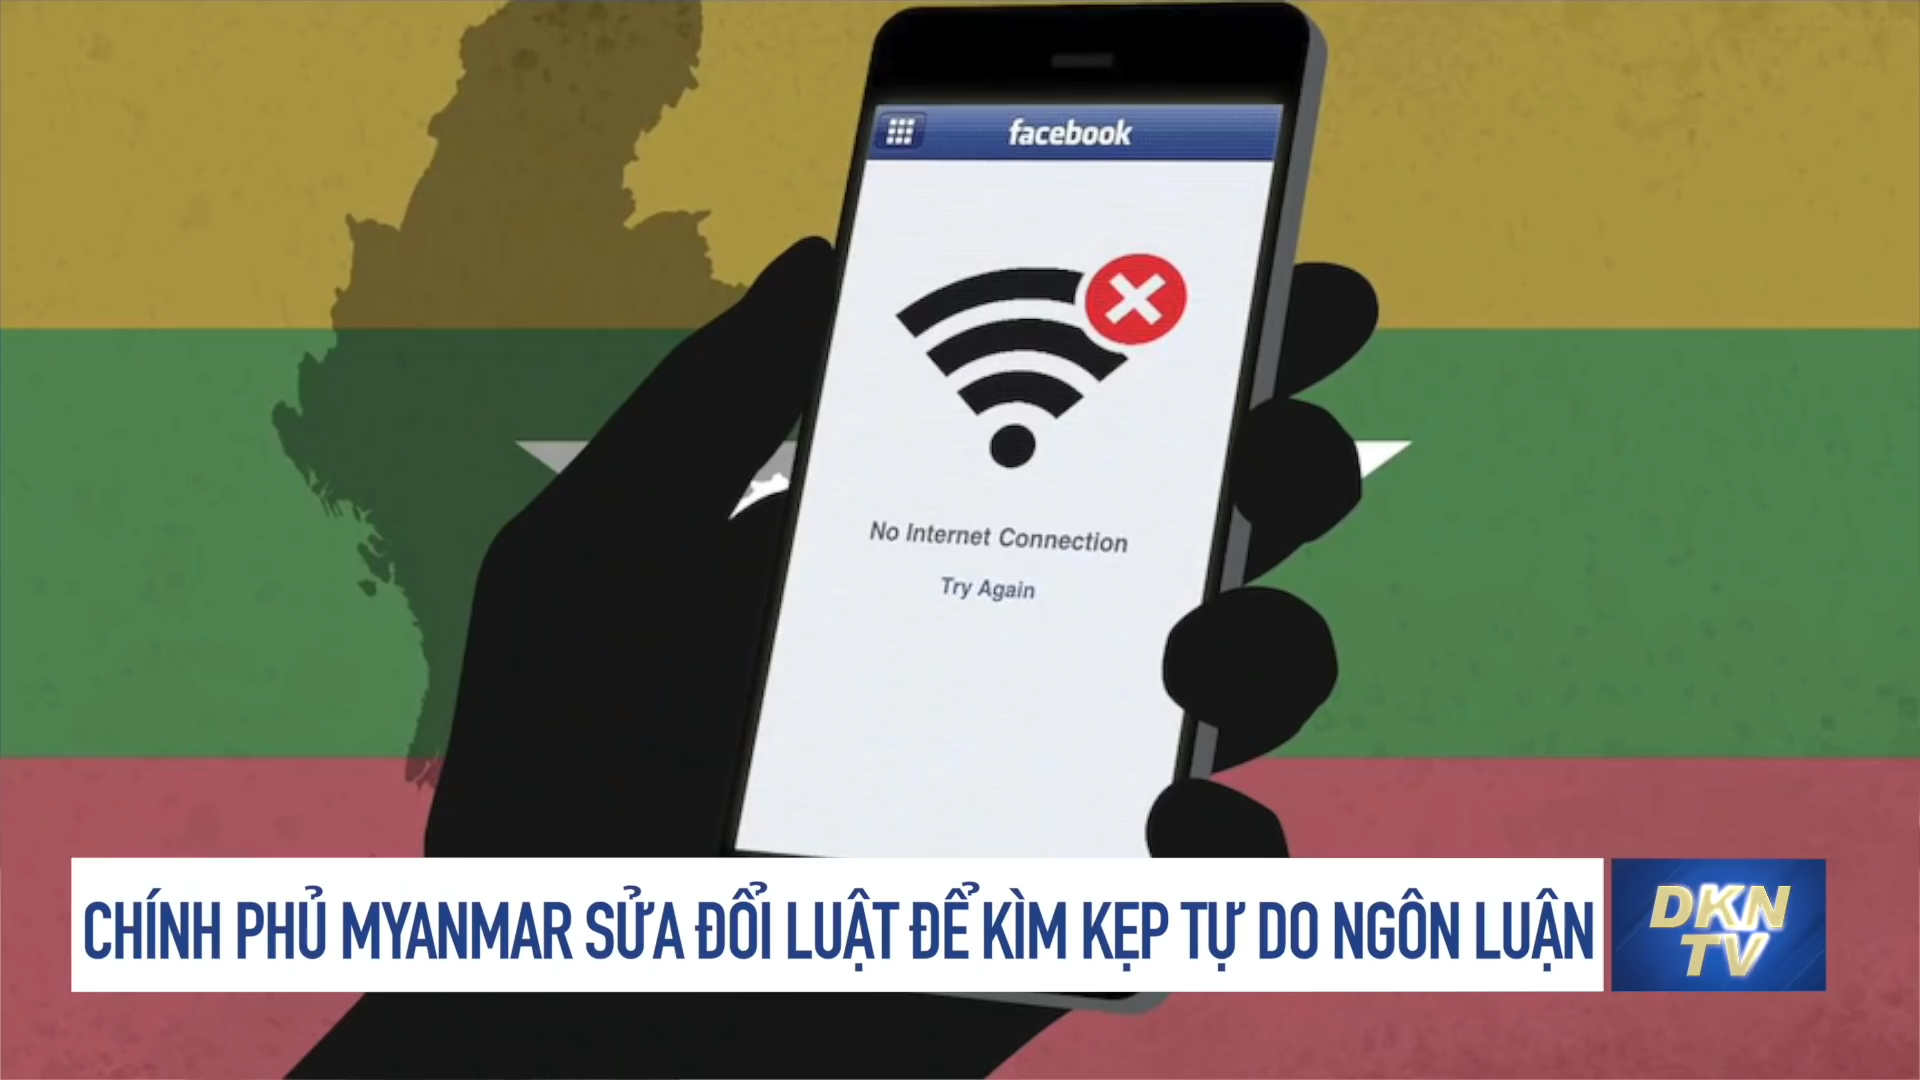 facebook
No Internet Connection
Try Again
CHÍNH PHỦ MYANMAR SỬA ĐỔI LUẬT ĐỂ KÌM KẸP TỰ DO NGÔN LUẬN
DKN
TV